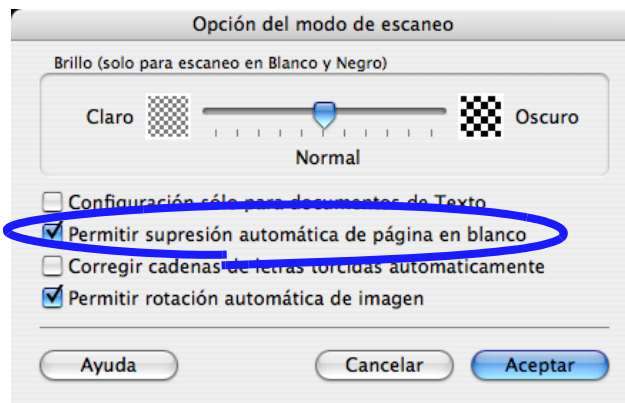 Opción del modo de escaneo
Brillo (solo para escaneo en Blanco y Negro)
Claro Oscuro
Normal
Configuración sólo para documentos de Texto
Permitir supresión automática de página en blanco
Corregir cadenas de letras torcidas automáticamente
Permitir rotación automática de imagen
Ayuda Cancelar Aceptar